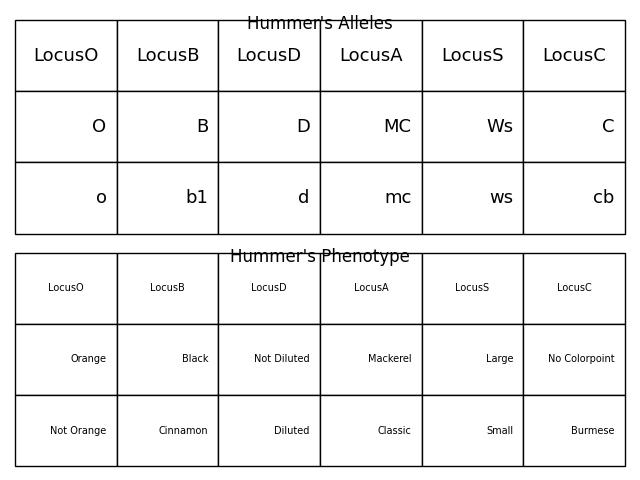 Hummer's Alleles
LocusO LocusB LocusD LocusA LocusS LocusC
O B D MC Ws C
o b1 d mc ws cb
Hummer's Phenotype
LocusO LocusB LocusD LocusA LocusS LocusC
Orange Black Not Diluted Mackerel Large No Colorpoint
Not Orange Cinnamon Diluted Classic Small Burmese